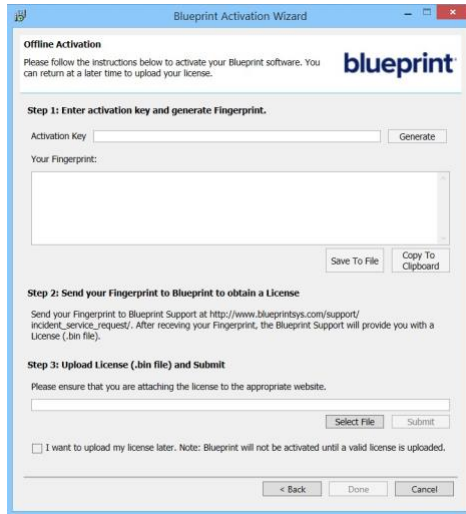 Blueprint Activation Wizard
Offline Activation
Please follow the instructions below to activate your Blueprint software. You
can return at a later time to upload your license.
blueprint
Step 1: Enter activation key and generate Fingerprint.
Activation Key
Generate
Your Fingerprint:
Save To File
Copy To
Clipboard
Step 2: Send your Fingerprint to Blueprint to obtain a License
Send your Fingerprint to Blueprint Support at http://www.blueprintsys.com/support/
incident_service_request/. After receving your Fingerprint, the Blueprint Support will provide you with a
License (.bin file).
Step 3: Upload License (.bin file) and Submit
Please ensure that you are attaching the license to the appropriate website.
Select File
Submit
I want to upload my license later. Note: Blueprint will not be activated until a valid license is uploaded.
< Back
Done
Cancel